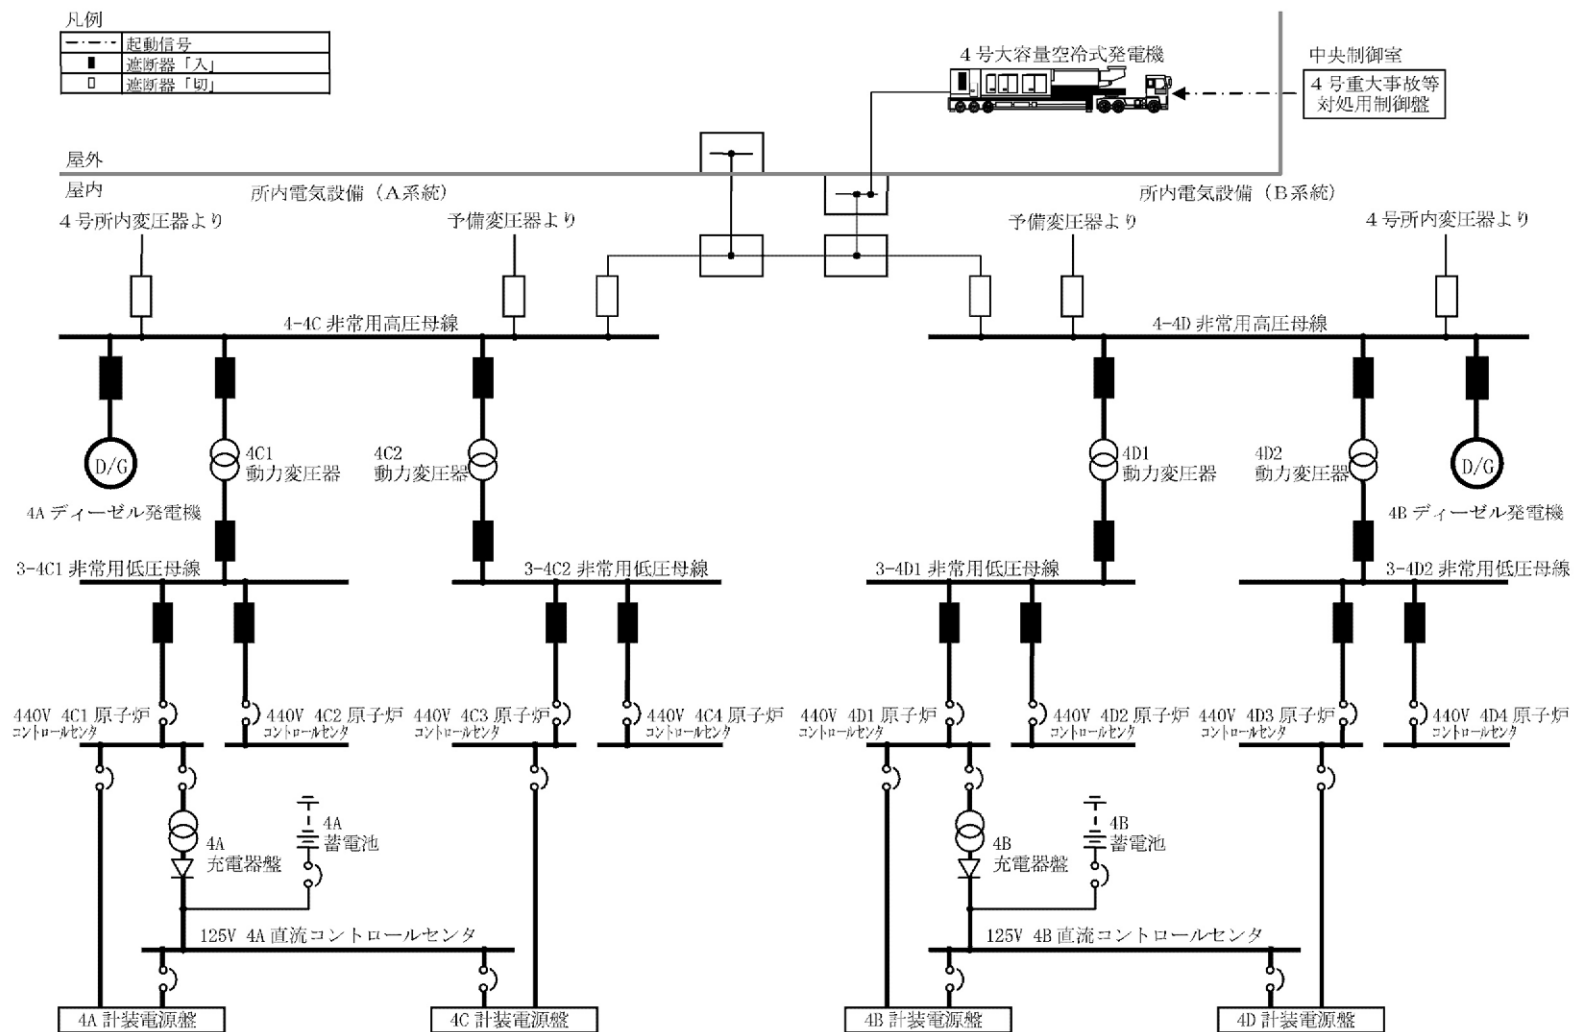 凡例
起動信号
遮断器「入」
遮断器「切」
4号大容量空冷式発電機
中央制御室
4号重大事故等
対処用制御盤
屋外
屋内
所内電気設備（A系統）
所内電気設備（B系統）
4号所内変圧器より
予備変圧器より
予備変圧器より
4号所内変圧器より
4-4C 非常用高圧母線
4-4D 非常用高圧母線
D/G
4C1
動力変圧器
4C2
動力変圧器
4D1
動力変圧器
4D2
動力変圧器
D/G
4A ディーゼル発電機
4B ディーゼル発電機
3-4C1 非常用低圧母線
3-4C2 非常用低圧母線
3-4D1 非常用低圧母線
3-4D2 非常用低圧母線
440V 4C1 原子炉
コントロールセンタ
440V 4C2 原子炉
コントロールセンタ
440V 4C3 原子炉
コントロールセンタ
440V 4C4 原子炉
コントロールセンタ
440V 4D1 原子炉
コントロールセンタ
440V 4D2 原子炉
コントロールセンタ
440V 4D3 原子炉
コントロールセンタ
440V 4D4 原子炉
コントロールセンタ
4A
充電器盤
4A
蓄電池
4B
充電器盤
4B
蓄電池
125V 4A 直流コントロールセンタ
125V 4B 直流コントロールセンタ
4A 計装電源盤
4C 計装電源盤
4B 計装電源盤
4D 計装電源盤